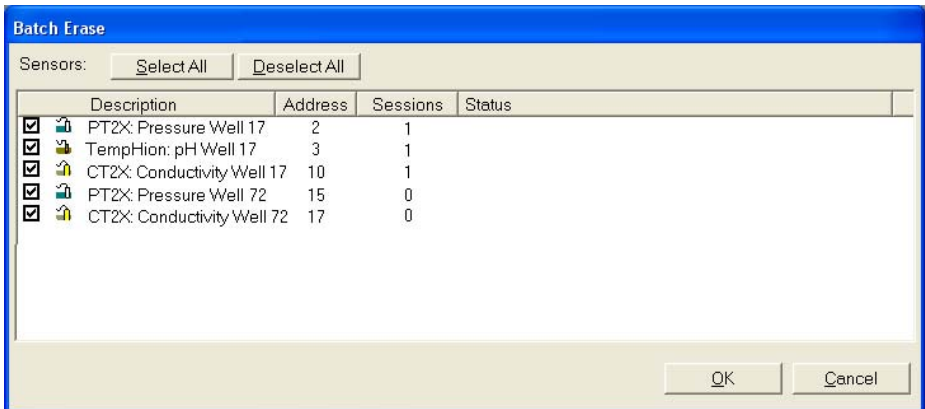 Batch Erase
Sensors: Select All Deselect All
Description Address Sessions Status
PT2X: Pressure Well 17 2 1
TempHion: pH Well 17 3 1
CT2X: Conductivity Well 17 10 1
PT2X: Pressure Well 72 15 0
CT2X: Conductivity Well 72 17 0
OK Cancel